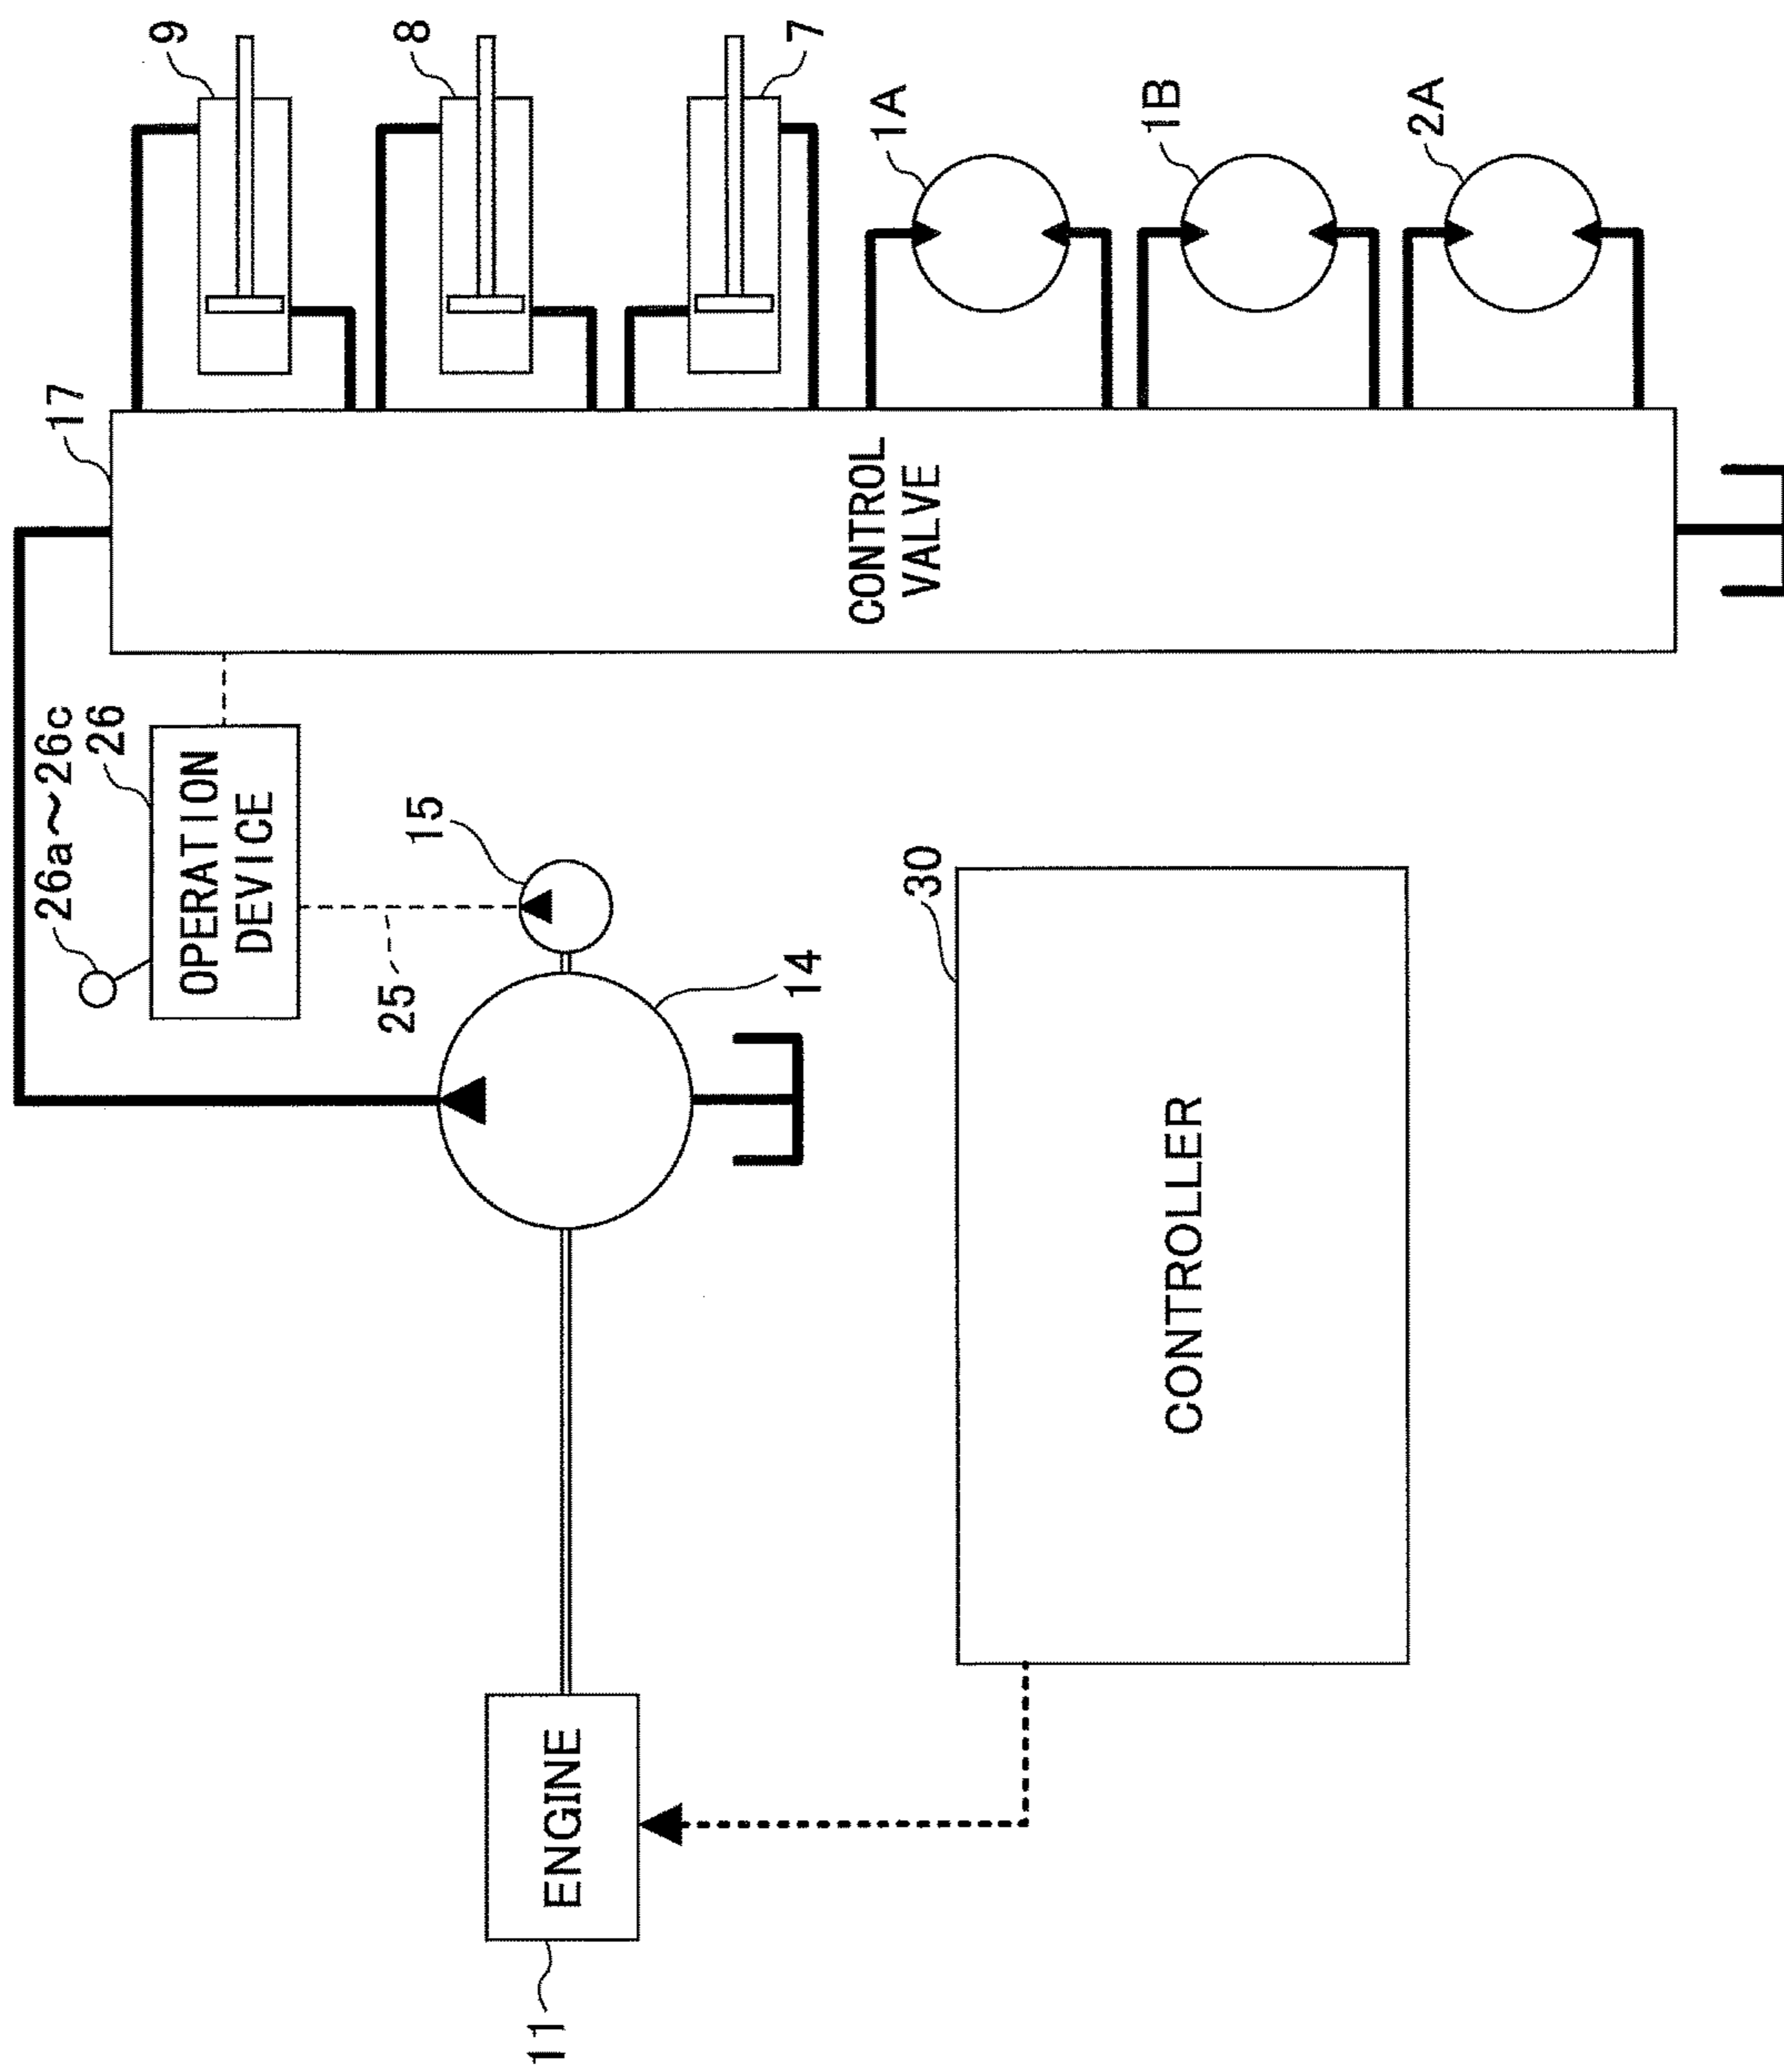 9
8
7
1A
1B
2A
17
CONTROL
VALVE
26a~26c
26
OPERATION
DEVICE
15
25
14
30
CONTROLLER
ENGINE
11